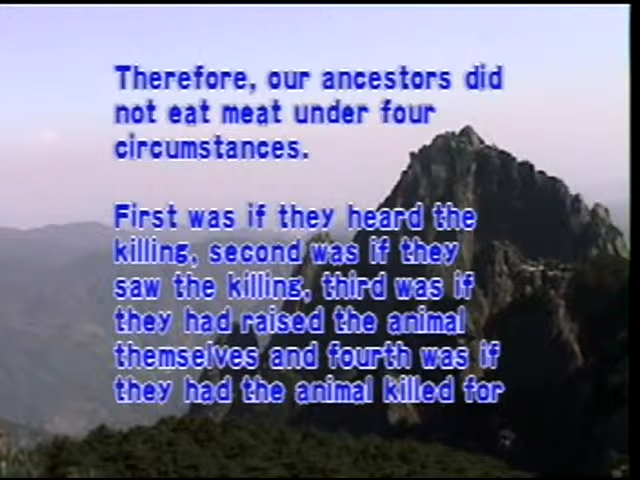 Therefore, our ancestors did
not eat meat under four
circumstances.
First was if they heard the
killing, second was if they
saw the killing, third was if
they had raised the animal
themselves and fourth was if
they had the animal killed for